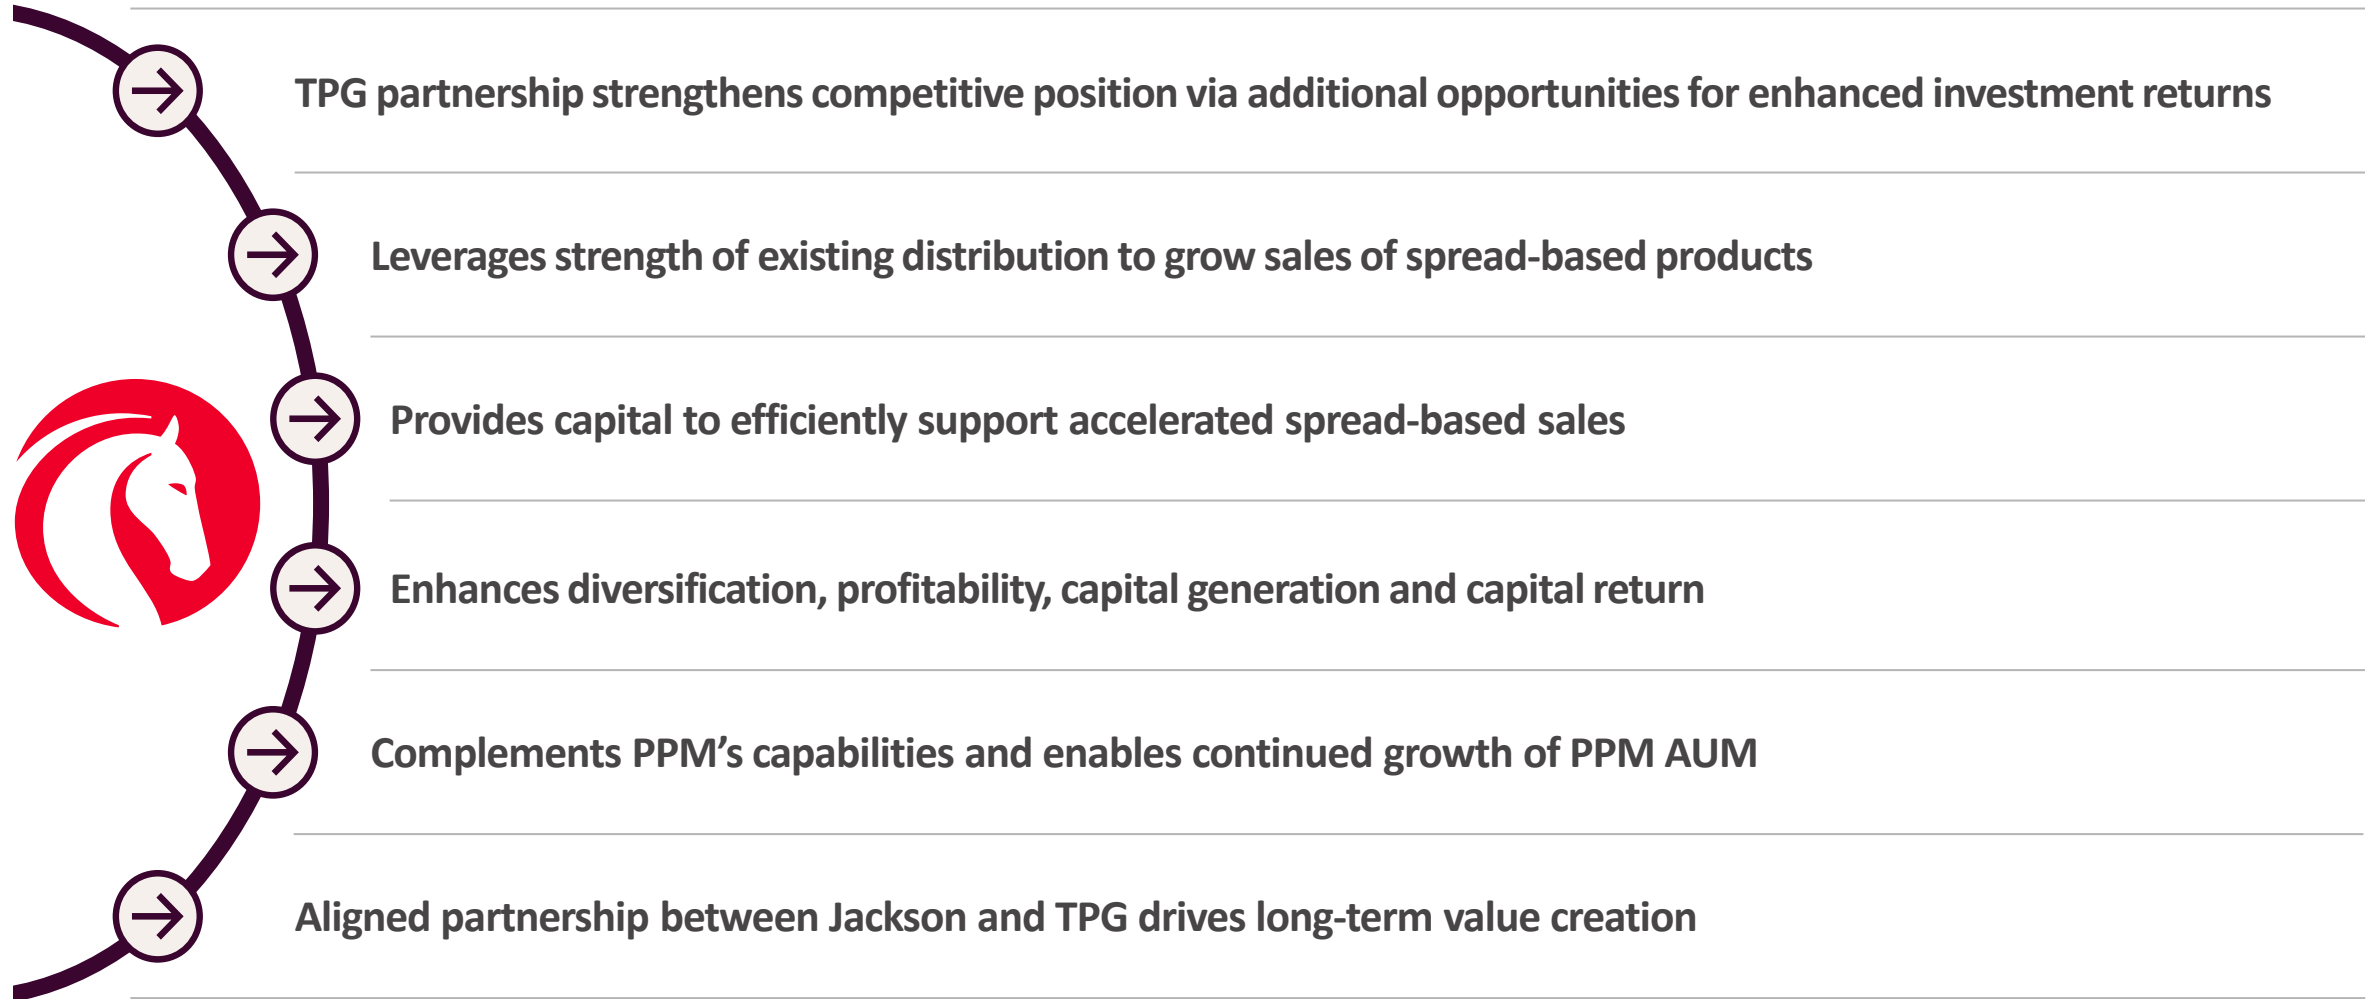 TPG partnership strengthens competitive position via additional opportunities for enhanced investment returns
Leverages strength of existing distribution to grow sales of spread-based products
Provides capital to efficiently support accelerated spread-based sales
Enhances diversification, profitability, capital generation and capital return
Complements PPM’s capabilities and enables continued growth of PPM AUM
Aligned partnership between Jackson and TPG drives long-term value creation